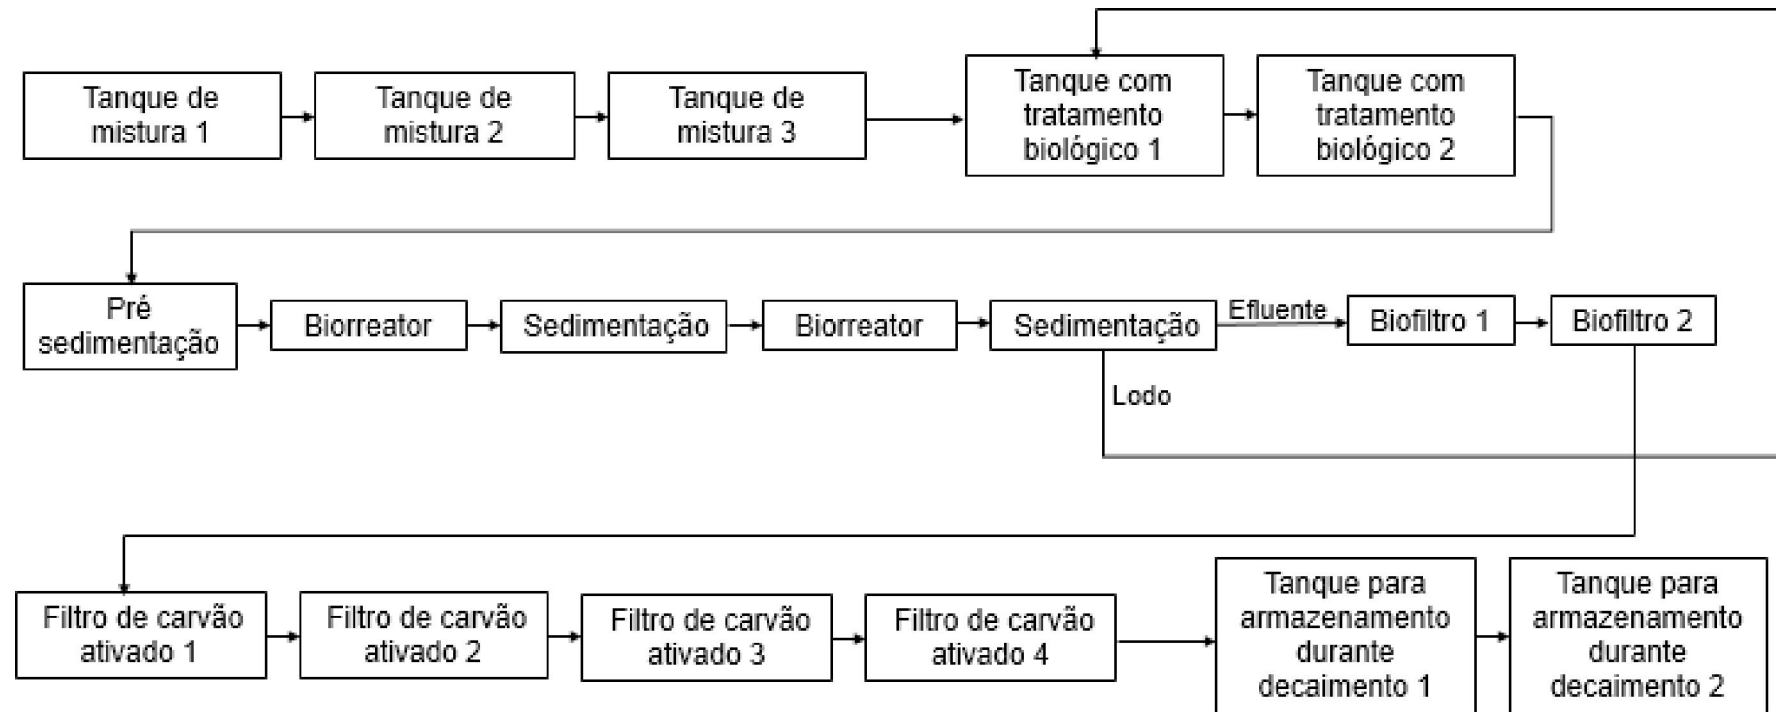 Tanque de
mistura 1
Tanque de
mistura 2
Tanque de
mistura 3
Tanque com
tratamento
biológico 1
Tanque com
tratamento
biológico 2
Pré
sedimentação
Biorreator
Sedimentação
Biorreator
Sedimentação
Efluente
Biofiltro 1
Biofiltro 2
Lodo
Filtro de carvão
ativado 1
Filtro de carvão
ativado 2
Filtro de carvão
ativado 3
Filtro de carvão
ativado 4
Tanque para
armazenamento
durante
decaimento 1
Tanque para
armazenamento
durante
decaimento 2